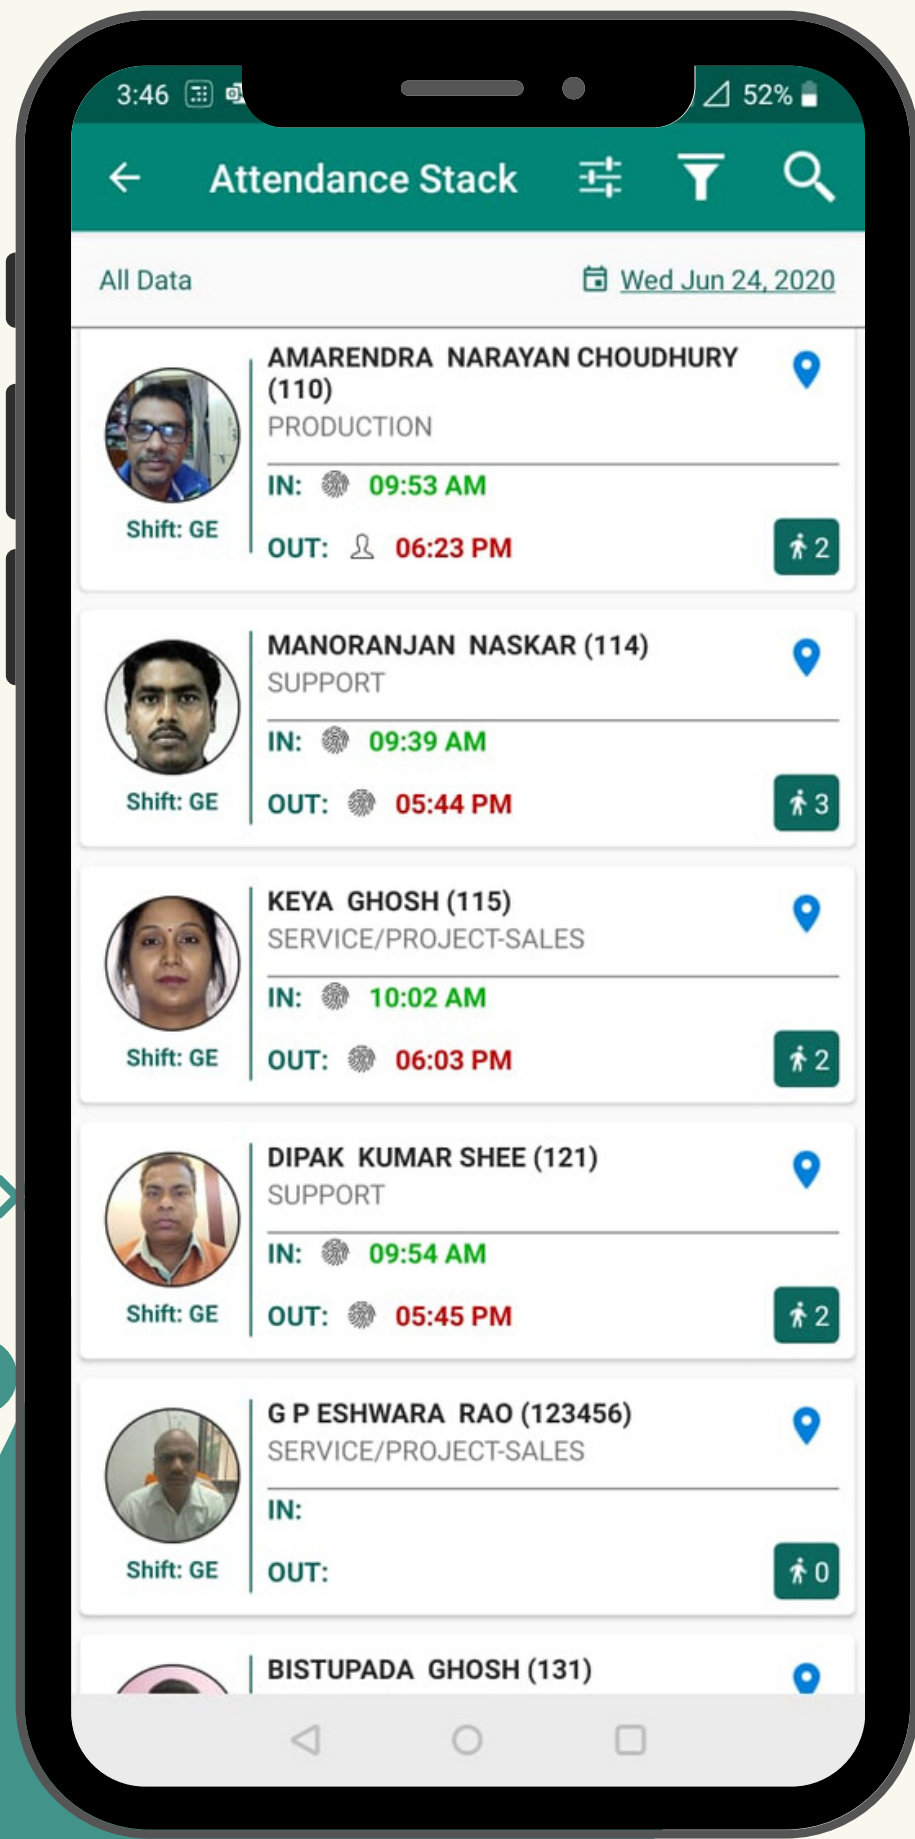 3:46
52%
Attendance Stack
All Data
Wed Jun 24, 2020
AMARENDRA NARAYAN CHOUDHURY
(110)
PRODUCTION
IN: 09:53 AM
Shift: GE
OUT: 06:23 PM
2
MANORANJAN NASKAR (114)
SUPPORT
IN: 09:39 AM
Shift: GE
OUT: 05:44 PM
3
KEYA GHOSH (115)
SERVICE/PROJECT-SALES
IN: 10:02 AM
Shift: GE
OUT: 06:03 PM
2
DIPAK KUMAR SHEE (121)
SUPPORT
IN: 09:54 AM
Shift: GE
OUT: 05:45 PM
2
G P ESHWARA RAO (123456)
SERVICE/PROJECT-SALES
IN:
Shift: GE
OUT:
0
BISTUPADA GHOSH (131)